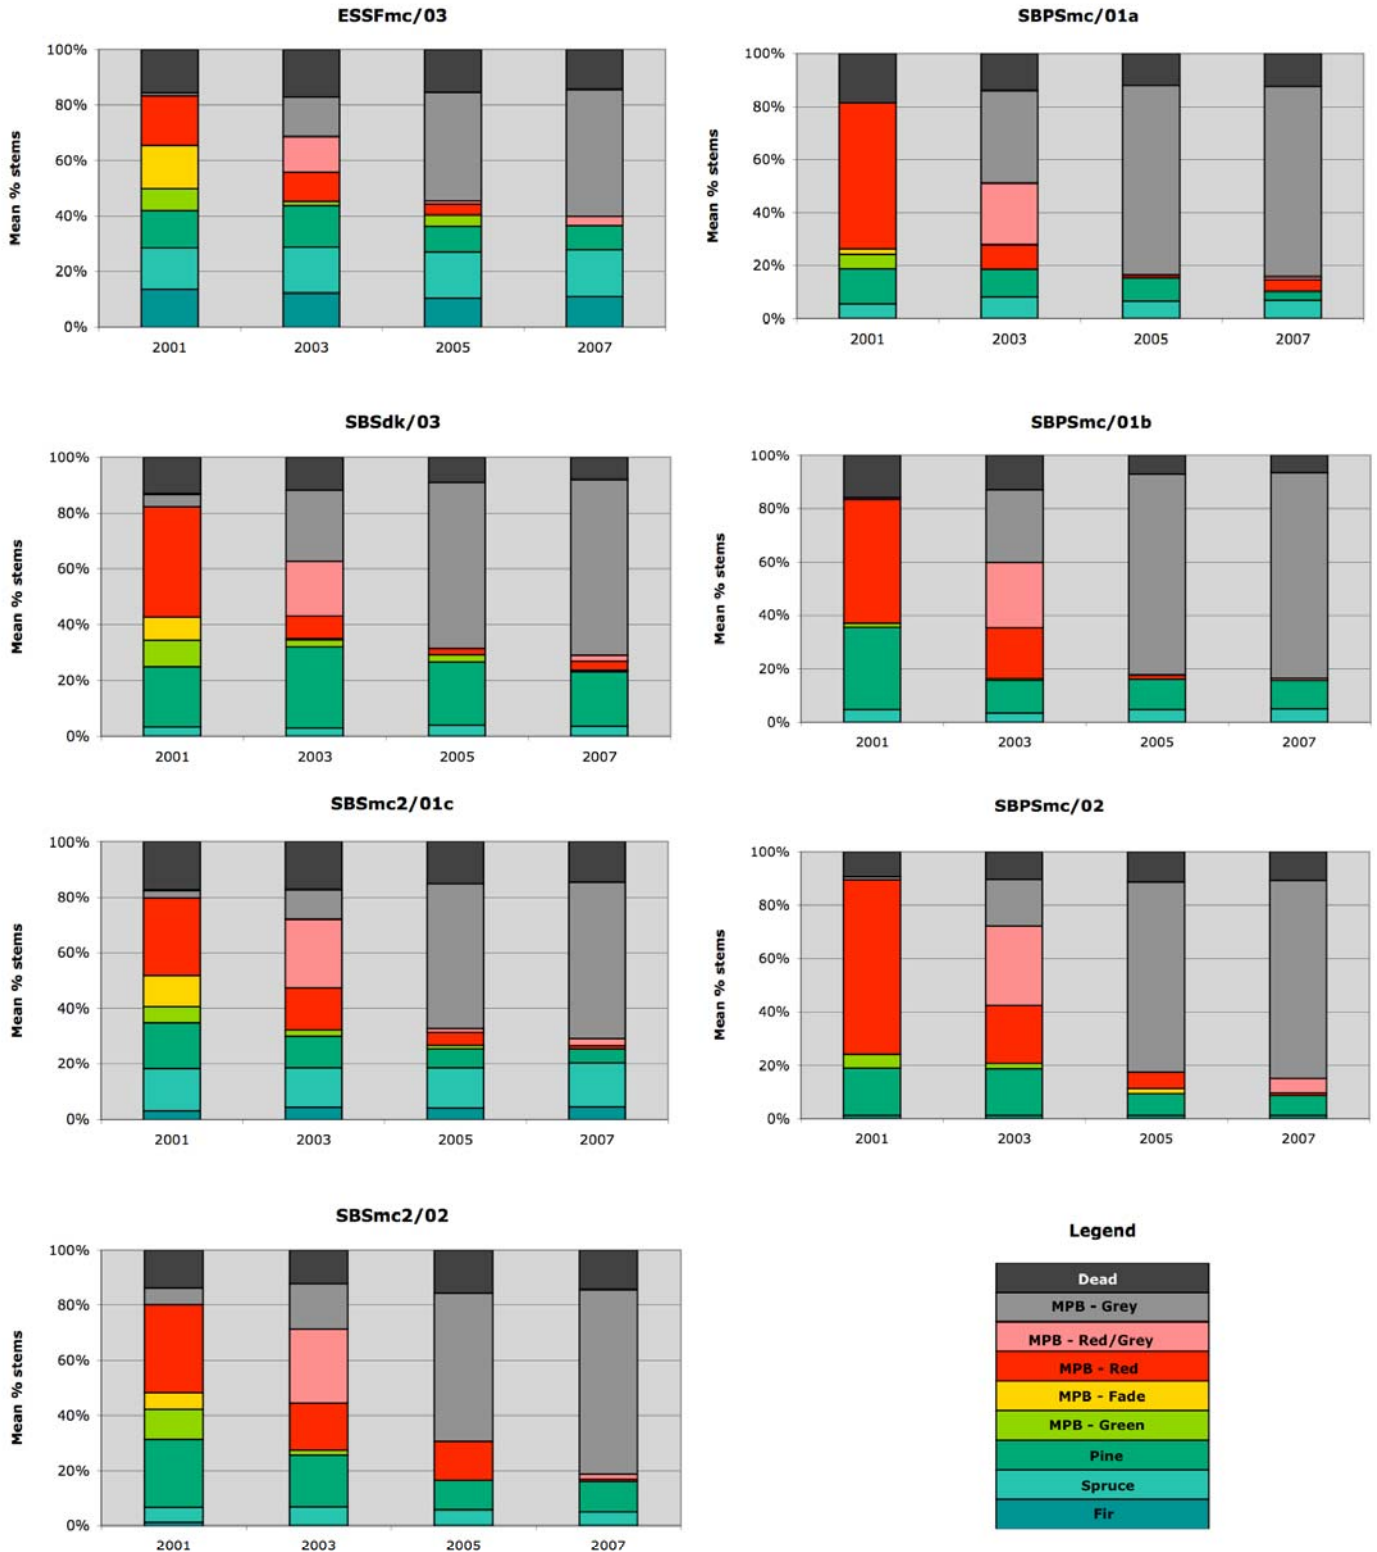 ESSFmc/03
Mean % stems
100%
80%
60%
40%
20%
0%
2001 2003 2005 2007
SBPSmc/01a
Mean % stems
100%
80%
60%
40%
20%
0%
2001 2003 2005 2007
SBSdk/03
Mean % stems
100%
80%
60%
40%
20%
0%
2001 2003 2005 2007
SBPSmc/01b
Mean % stems
100%
80%
60%
40%
20%
0%
2001 2003 2005 2007
SBSmc2/01c
Mean % stems
100%
80%
60%
40%
20%
0%
2001 2003 2005 2007
SBPSmc/02
Mean % stems
100%
80%
60%
40%
20%
0%
2001 2003 2005 2007
SBSmc2/02
Mean % stems
100%
80%
60%
40%
20%
0%
2001 2003 2005 2007
Legend
Dead
MPB - Grey
MPB - Red/Grey
MPB - Red
MPB - Fade
MPB - Green
Pine
Spruce
Fir